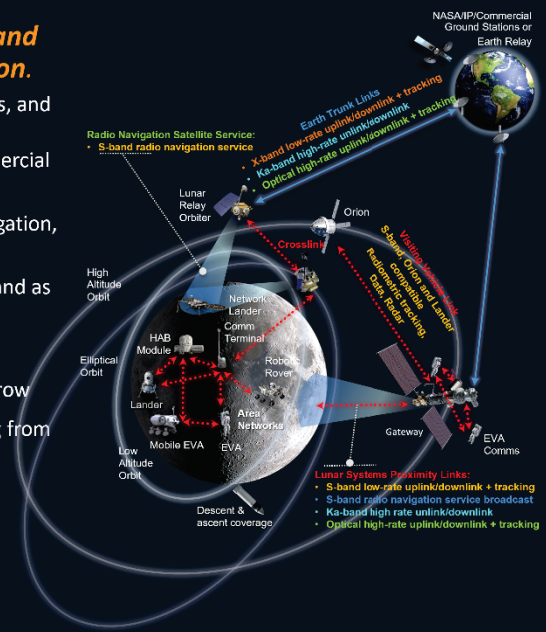 and
on.
s, and
ercial
gation,
and as
row
g from
NASA/IP/Commercial
Ground Stations or
Earth Relay
Earth Trunk Links
• X-band low-rate uplink/downlink + tracking
• Ka-band high-rate uplink/downlink
• Optical high-rate uplink/downlink + tracking
Radio Navigation Satellite Service:
• S-band radio navigation service
Lunar
Relay
Orbiter
Orion
Crosslink
Visiting Vehicle Link
S-band, Orion and Lander
compatible
Radiometric tracking,
Data, Radar
High
Altitude
Orbit
Network
Lander
Comm
Terminal
HAB
Module
Elliptical
Orbit
Robotic
Rover
Lander
Area
Networks
Mobile EVA
EVA
Gateway
EVA
Comms
Low
Altitude
Orbit
Descent &
ascent coverage
Lunar Systems Proximity Links:
• S-band low-rate uplink/downlink + tracking
• S-band radio navigation service broadcast
• Ka-band high rate unlink/downlink
• Optical high-rate uplink/downlink + tracking